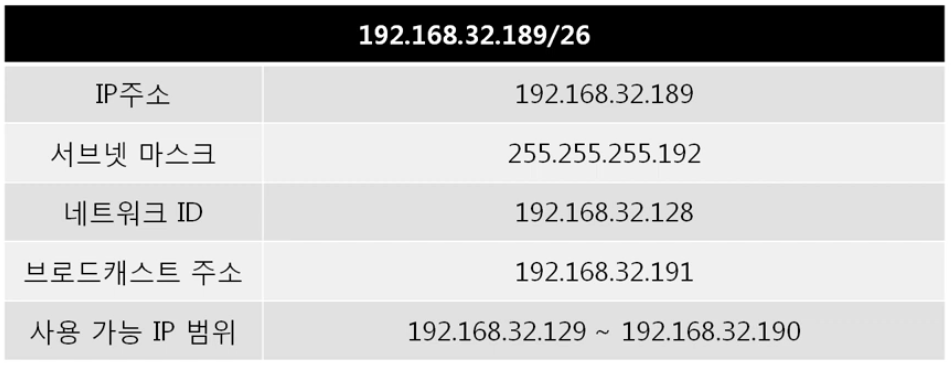 192.168.32.189/26
IP주소 192.168.32.189
서브넷 마스크 255.255.255.192
네트워크 ID 192.168.32.128
브로드캐스트 주소 192.168.32.191
사용 가능 IP 범위 192.168.32.129 ~ 192.168.32.190